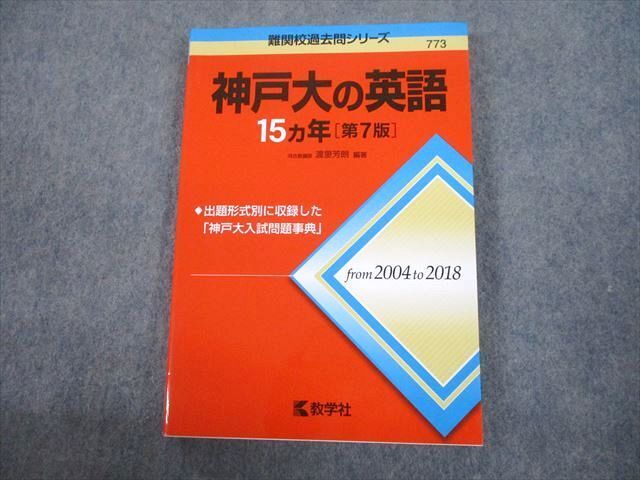 難関校過去問シリーズ
773
神戸大の英語
15ヵ年[第7版]
河合塾講師 渡里芳朗 編著
◆出題形式別に収録した
「神戸大入試問題事典」
from 2004 to 2018
教学社